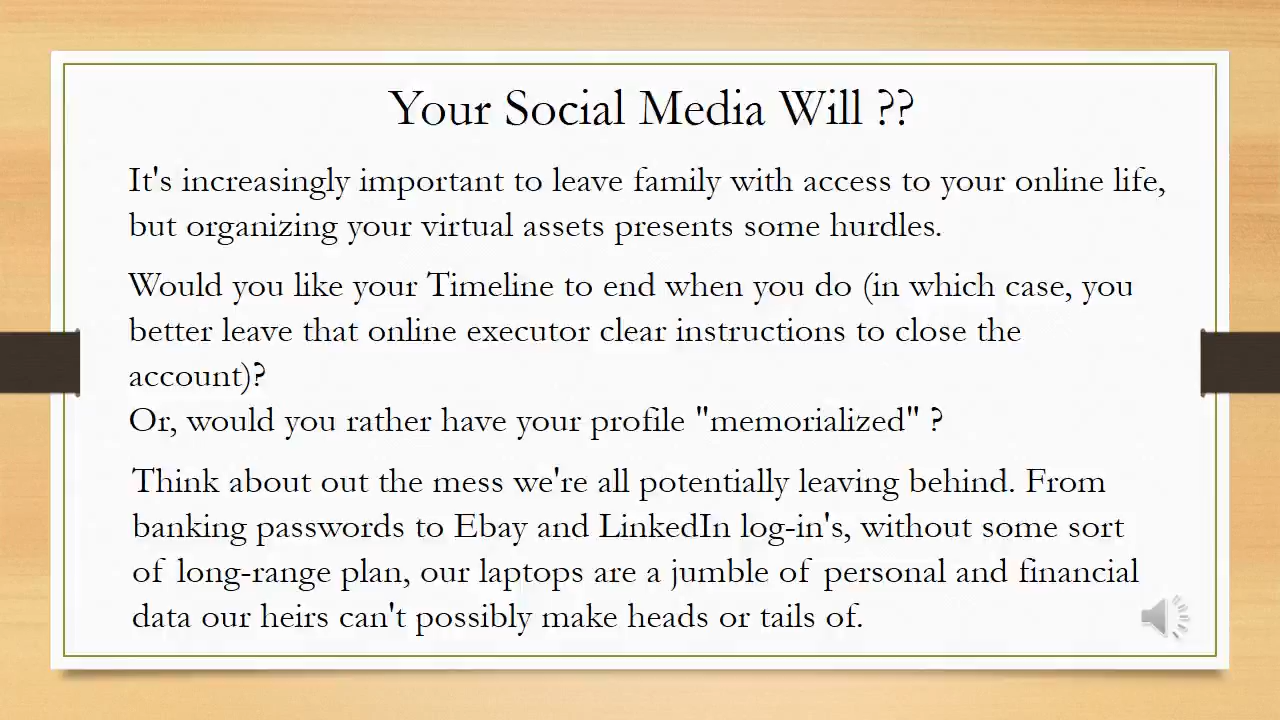 Your Social Media Will ??
It's increasingly important to leave family with access to your online life,
but organizing your virtual assets presents some hurdles.
Would you like your Timeline to end when you do (in which case, you
better leave that online executor clear instructions to close the
account)?
Or, would you rather have your profile "memorialized" ?
Think about out the mess we're all potentially leaving behind. From
banking passwords to Ebay and LinkedIn log-in's, without some sort
of long-range plan, our laptops are a jumble of personal and financial
data our heirs can't possibly make heads or tails of.